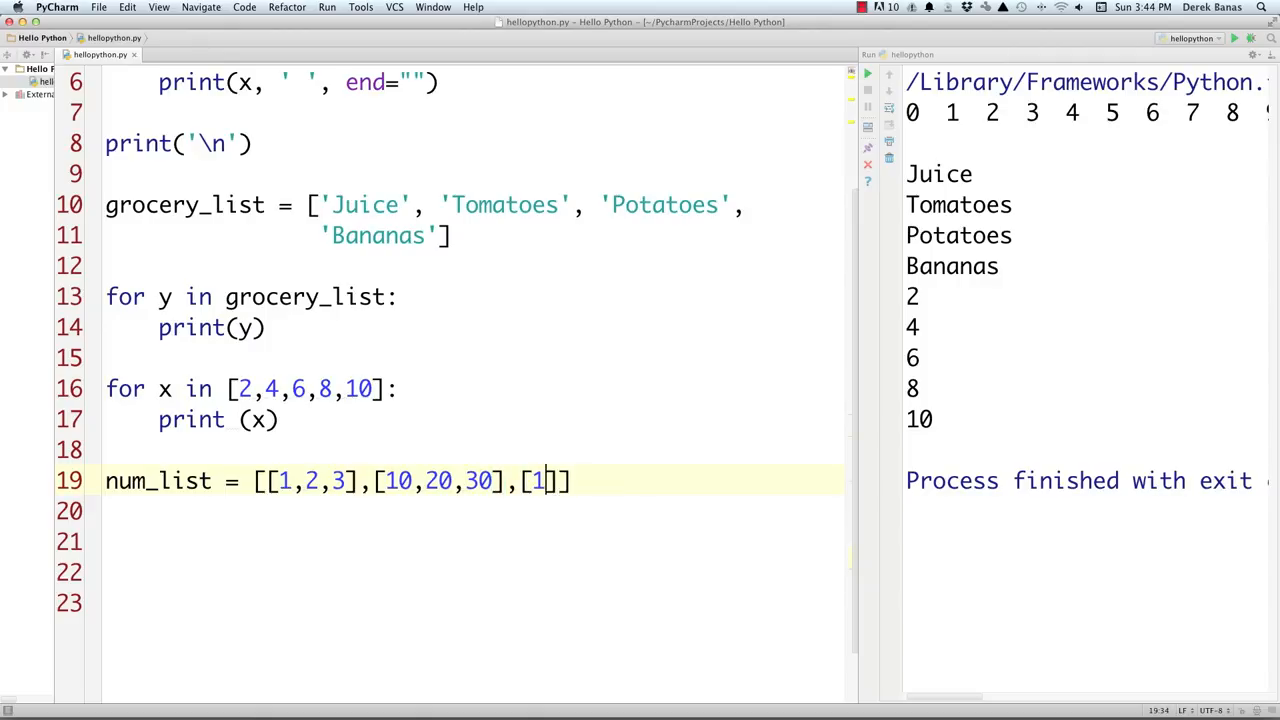 PyCharm File Edit View Navigate Code Refactor Run Tools VCS Window Help 10 Sun 3:44 PM Derek Banas
hellopython.py – Hello Python – [~/PycharmProjects/Hello Python]
Hello Python hellopython.py hellopython
hellopython.py Run hellopython
Hello P
hello
Externa
6 print(x, ' ', end="")
7
8 print('\n')
9
10 grocery_list = ['Juice', 'Tomatoes', 'Potatoes',
11 'Bananas']
12
13 for y in grocery_list:
14 print(y)
15
16 for x in [2,4,6,8,10]:
17 print (x)
18
19 num_list = [[1,2,3],[10,20,30],[1]]
20
21
22
23
/Library/Frameworks/Python.
0 1 2 3 4 5 6 7 8 9
Juice
Tomatoes
Potatoes
Bananas
2
4
6
8
10
Process finished with exit
19:34 LF UTF-8